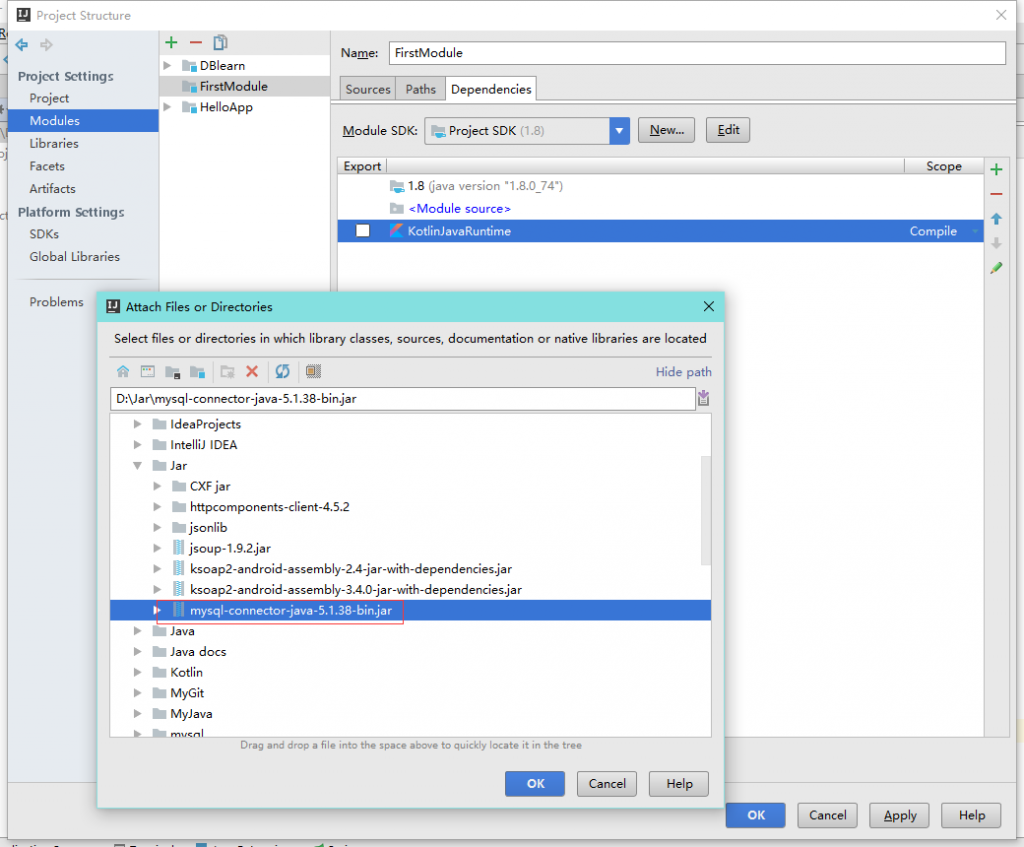 Project Structure
Project Settings
Project
Modules
Libraries
Facets
Artifacts
Platform Settings
SDKs
Global Libraries
Problems
DBlearn
FirstModule
HelloApp
Name: FirstModule
Sources Paths Dependencies
Module SDK: Project SDK (1.8) New... Edit
Export Scope
1.8 (java version "1.8.0_74")
<Module source>
KotlinJavaRuntime Compile
Attach Files or Directories
Select files or directories in which library classes, sources, documentation or native libraries are located
Hide path
D:\Jar\mysql-connector-java-5.1.38-bin.jar
IdeaProjects
IntelliJ IDEA
Jar
CXF jar
httpcomponents-client-4.5.2
jsonlib
jsoup-1.9.2.jar
ksoap2-android-assembly-2.4-jar-with-dependencies.jar
ksoap2-android-assembly-3.4.0-jar-with-dependencies.jar
mysql-connector-java-5.1.38-bin.jar
Java
Java docs
Kotlin
MyGit
MyJava
mysql
Drag and drop a file into the space above to quickly locate it in the tree
OK Cancel Help
OK Cancel Apply Help